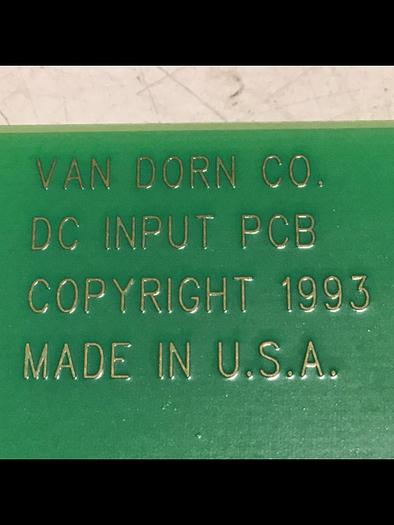 VAN DORN CO.
DC INPUT PCB
COPYRIGHT 1993
MADE IN U.S.A.